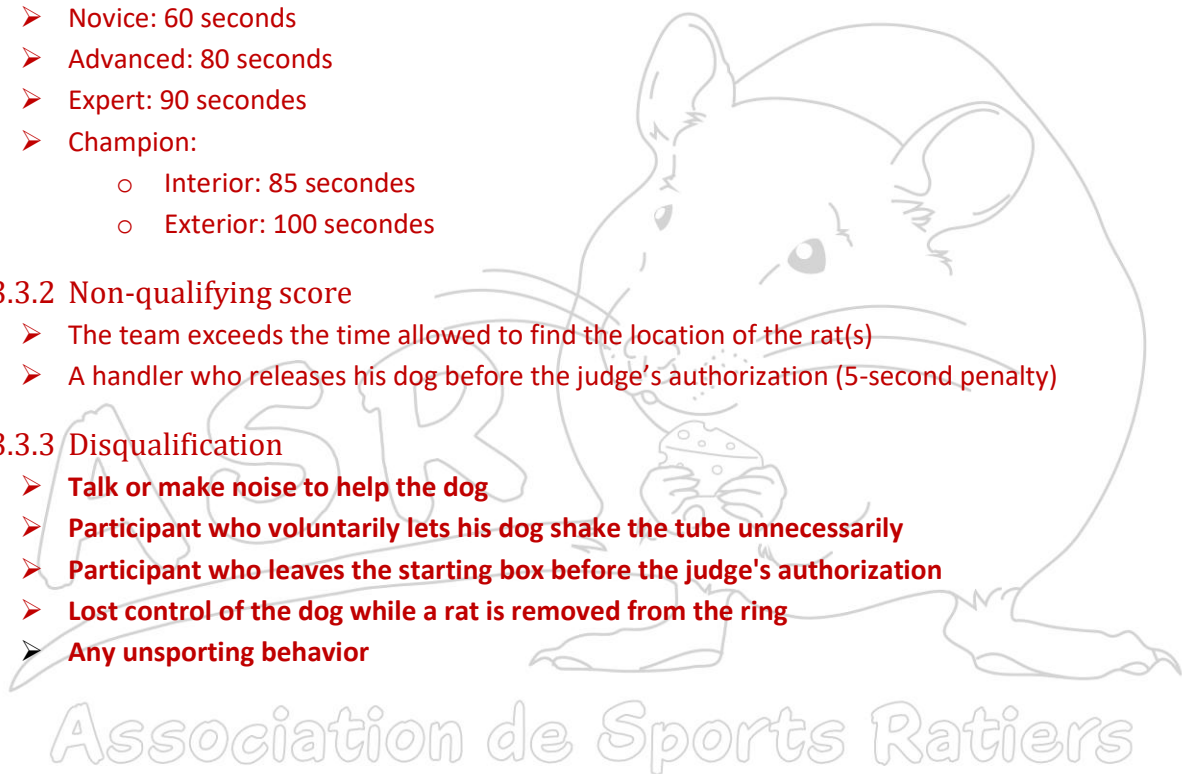 ➢ Novice: 60 seconds
➢ Advanced: 80 seconds
➢ Expert: 90 secondes
➢ Champion:
o Interior: 85 secondes
o Exterior: 100 secondes
3.3.2 Non-qualifying score
➢ The team exceeds the time allowed to find the location of the rat(s)
➢ A handler who releases his dog before the judge’s authorization (5-second penalty)
3.3.3 Disqualification
➢ Talk or make noise to help the dog
➢ Participant who voluntarily lets his dog shake the tube unnecessarily
➢ Participant who leaves the starting box before the judge's authorization
➢ Lost control of the dog while a rat is removed from the ring
➢ Any unsporting behavior
ASR
Association de Sports Ratiers